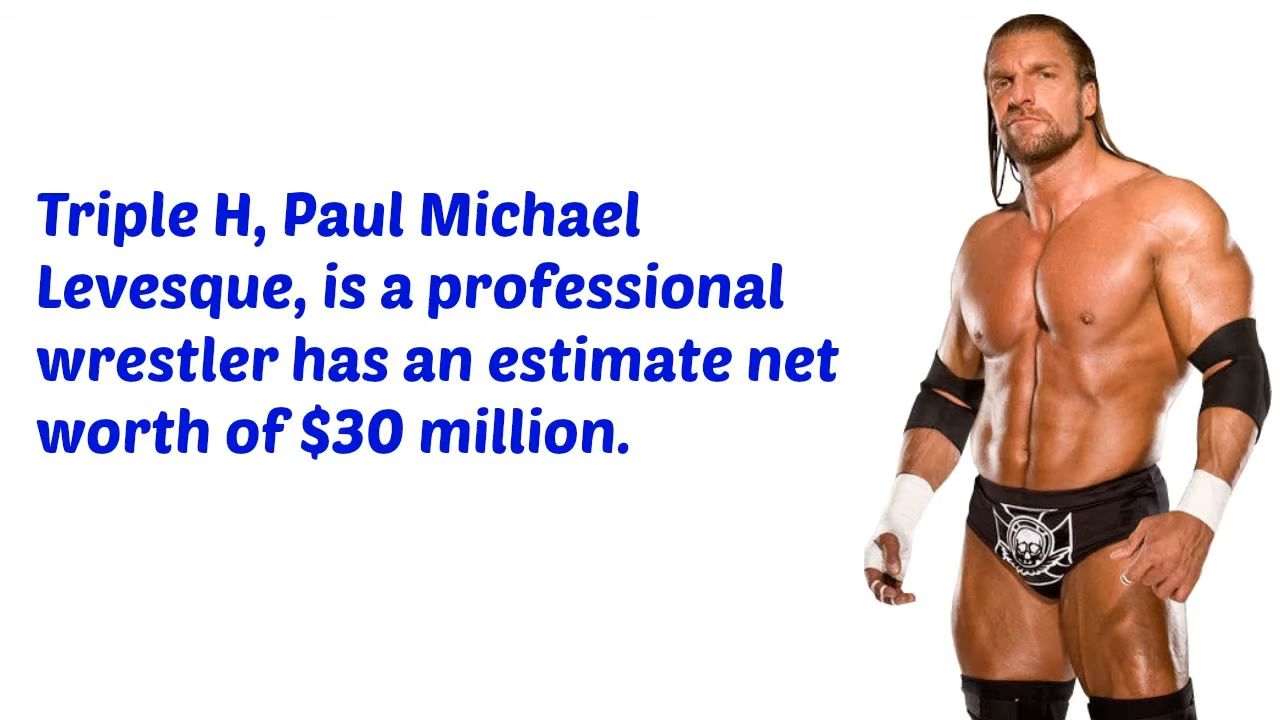 Triple H, Paul Michael
Levesque, is a professional
wrestler has an estimate net
worth of $30 million.